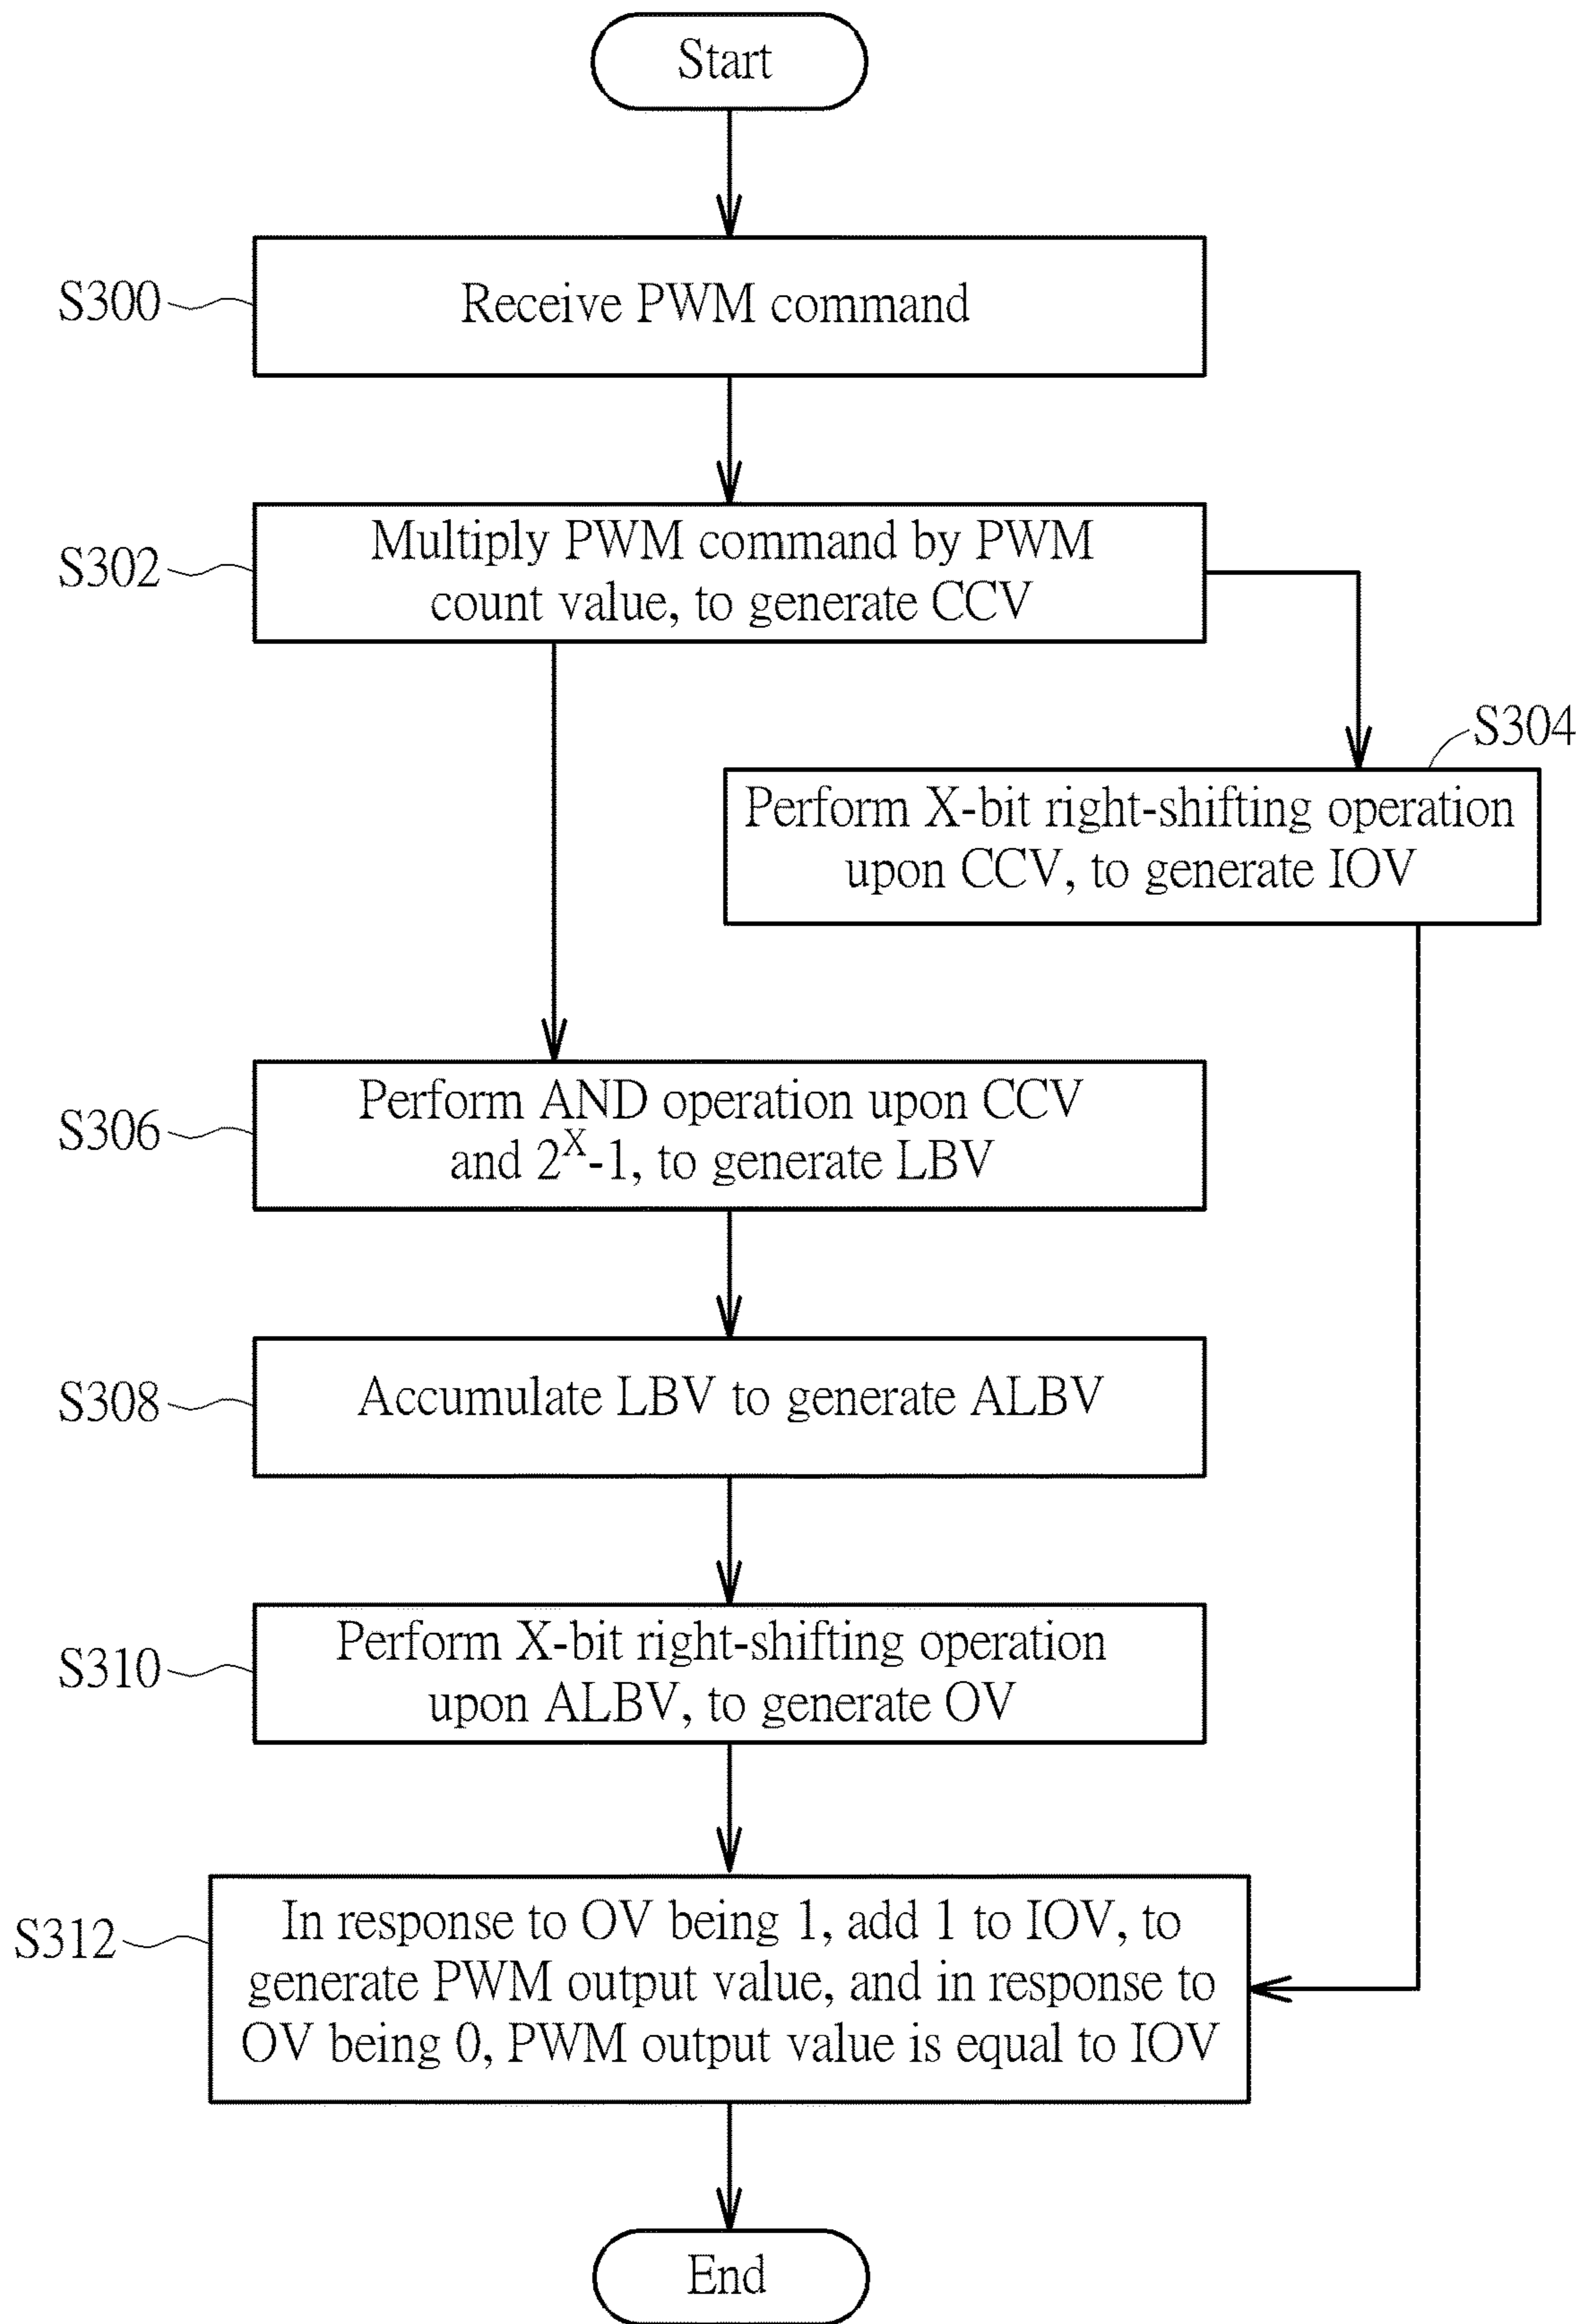 Start
S300
Receive PWM command
S302
Multiply PWM command by PWM
count value, to generate CCV
S304
Perform X-bit right-shifting operation
upon CCV, to generate IOV
S306
Perform AND operation upon CCV
and 2^X-1, to generate LBV
S308
Accumulate LBV to generate ALBV
S310
Perform X-bit right-shifting operation
upon ALBV, to generate OV
S312
In response to OV being 1, add 1 to IOV, to
generate PWM output value, and in response to
OV being 0, PWM output value is equal to IOV
End